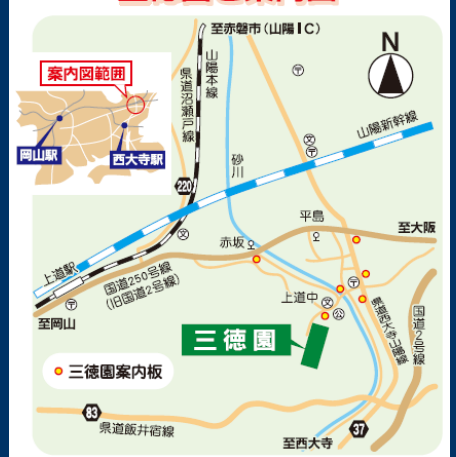 至赤磐市(山陽IC)
N
案内図範囲
岡山駅
西大寺駅
県道沼瀬戸線
山陽本線
220
砂川
山陽新幹線
平島
赤坂
至大阪
上道駅
国道250号線
(旧国道2号線)
上道中
至岡山
三徳園
県道西大寺山陽線
国道2号線
三徳園案内板
83
県道飯井宿線
37
至西大寺